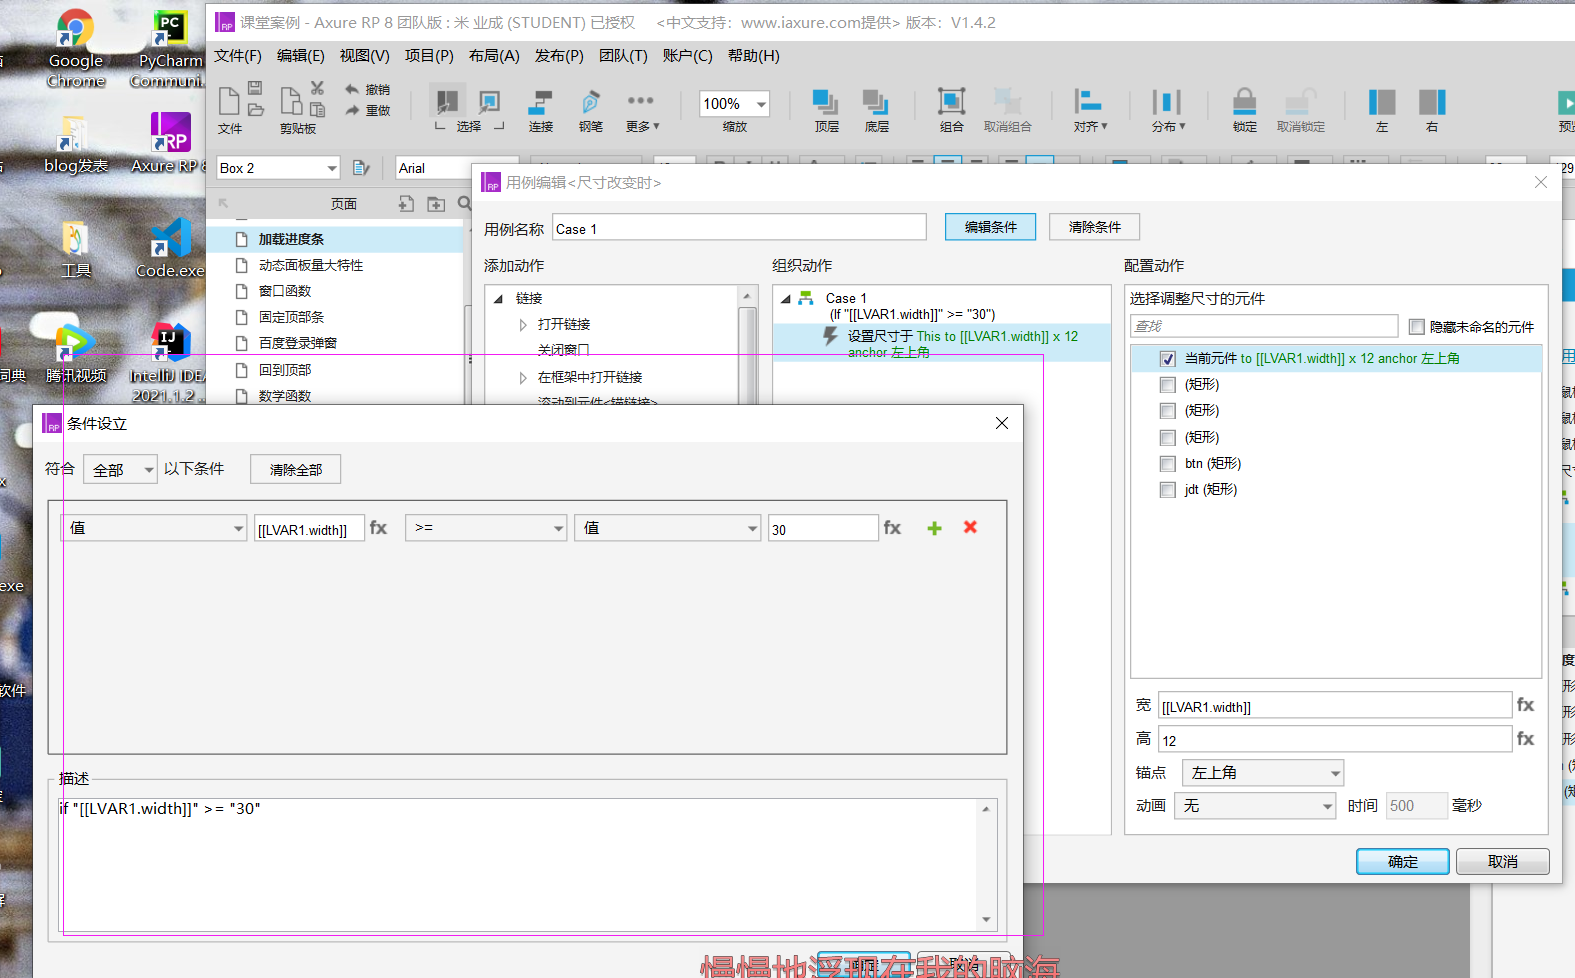 Google
Chrome
PyCharm
Communi...
blog发表
Axure RP 8
工具
Code.exe
词典
腾讯视频
IntelliJ IDEA
2021.1.2 ...
exe
软件
课堂案例 - Axure RP 8 团队版 : 米 业成 (STUDENT) 已授权 <中文支持：www.iaxure.com提供> 版本：V1.4.2
文件(F) 编辑(E) 视图(V) 项目(P) 布局(A) 发布(P) 团队(T) 账户(C) 帮助(H)
撤销
重做
100%
文件 剪贴板 选择 连接 钢笔 更多 缩放 顶层 底层 组合 取消组合 对齐 分布 锁定 取消锁定 左 右
Box 2 Arial
页面
加载进度条
动态面板量大特性
窗口函数
固定顶部条
百度登录弹窗
回到顶部
数学函数
用例编辑<尺寸改变时>
用例名称 Case 1 编辑条件 清除条件
添加动作 组织动作 配置动作
链接
打开链接
关闭窗口
在框架中打开链接
滚动到元件<锚链接>
Case 1
(If "[[LVAR1.width]]" >= "30")
设置尺寸于 This to [[LVAR1.width]] x 12
anchor 左上角
选择调整尺寸的元件
查找 隐藏未命名的元件
当前元件 to [[LVAR1.width]] x 12 anchor 左上角
(矩形)
(矩形)
(矩形)
btn (矩形)
jdt (矩形)
宽 [[LVAR1.width]] fx
高 12 fx
锚点 左上角
动画 无 时间 500 毫秒
确定 取消
条件设立
符合 全部 以下条件 清除全部
值 [[LVAR1.width]] fx >= 值 30 fx
描述
if "[[LVAR1.width]]" >= "30"
慢慢地浮现在我的脑海